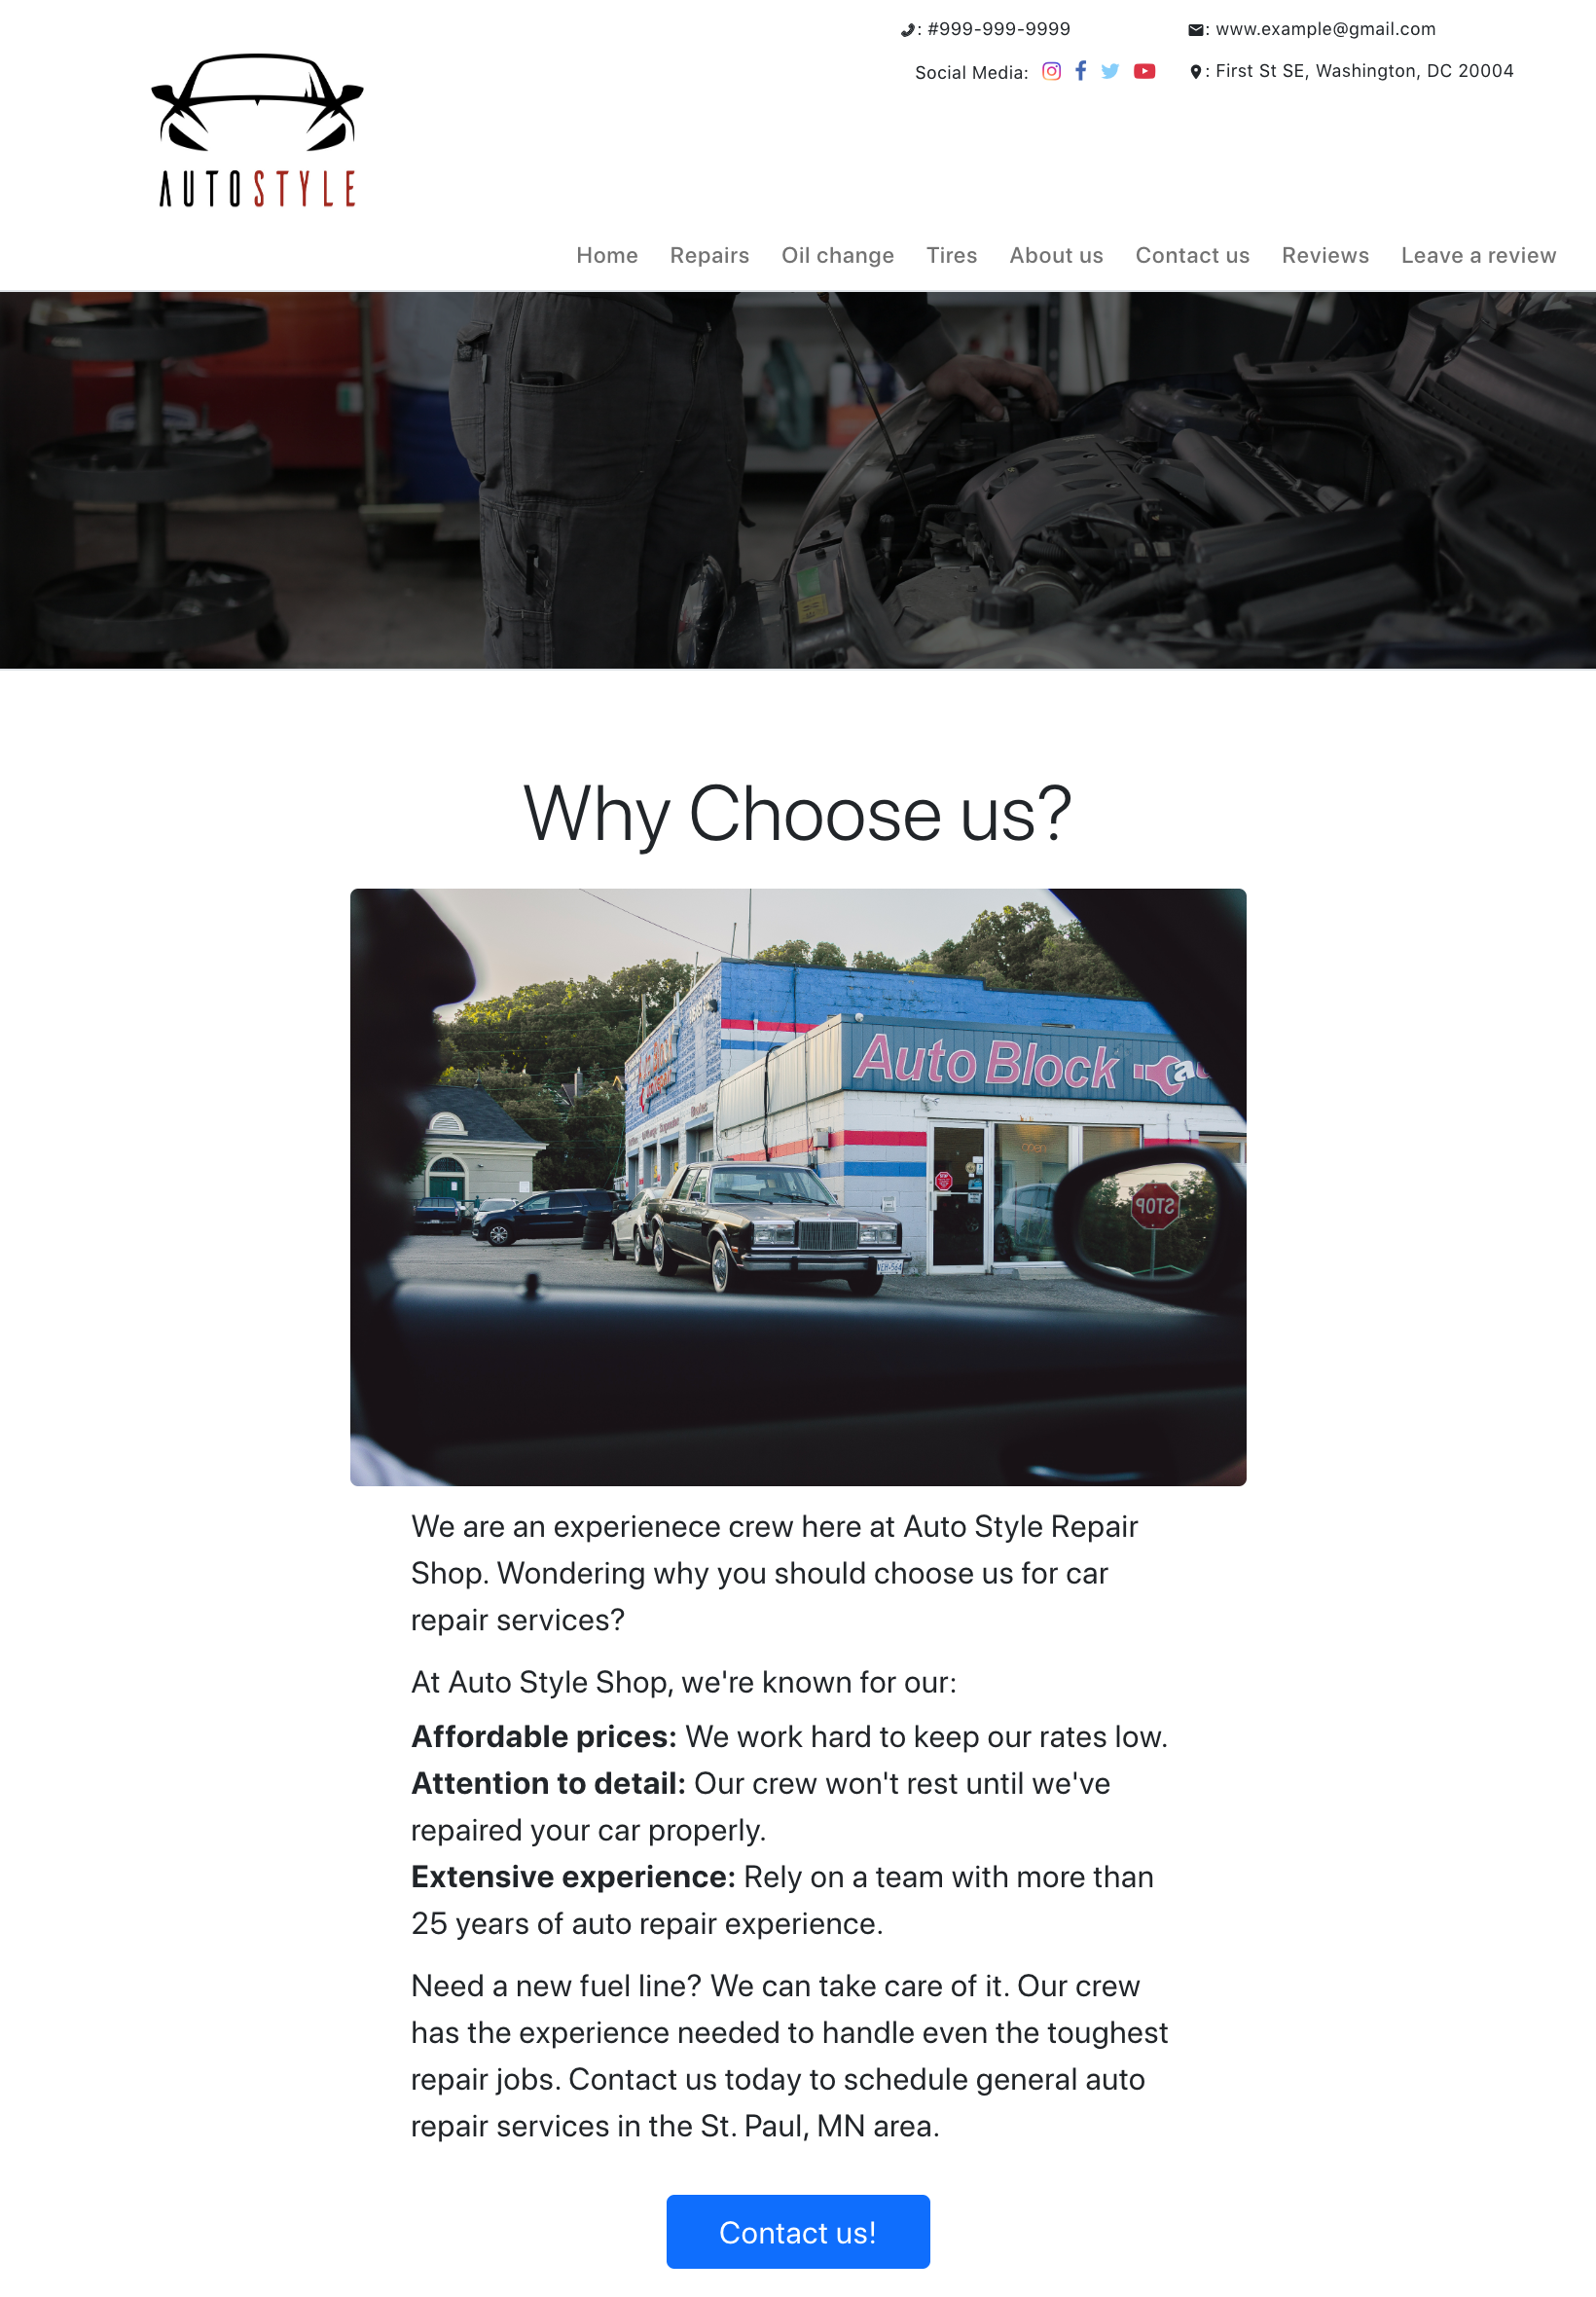 : #999-999-9999
: www.example@gmail.com
Social Media:
: First St SE, Washington, DC 20004
AUTOSTYLE
Home Repairs Oil change Tires About us Contact us Reviews Leave a review
Why Choose us?
Auto Block
STOP
We are an experienece crew here at Auto Style Repair
Shop. Wondering why you should choose us for car
repair services?
At Auto Style Shop, we're known for our:
Affordable prices: We work hard to keep our rates low.
Attention to detail: Our crew won't rest until we've
repaired your car properly.
Extensive experience: Rely on a team with more than
25 years of auto repair experience.
Need a new fuel line? We can take care of it. Our crew
has the experience needed to handle even the toughest
repair jobs. Contact us today to schedule general auto
repair services in the St. Paul, MN area.
Contact us!